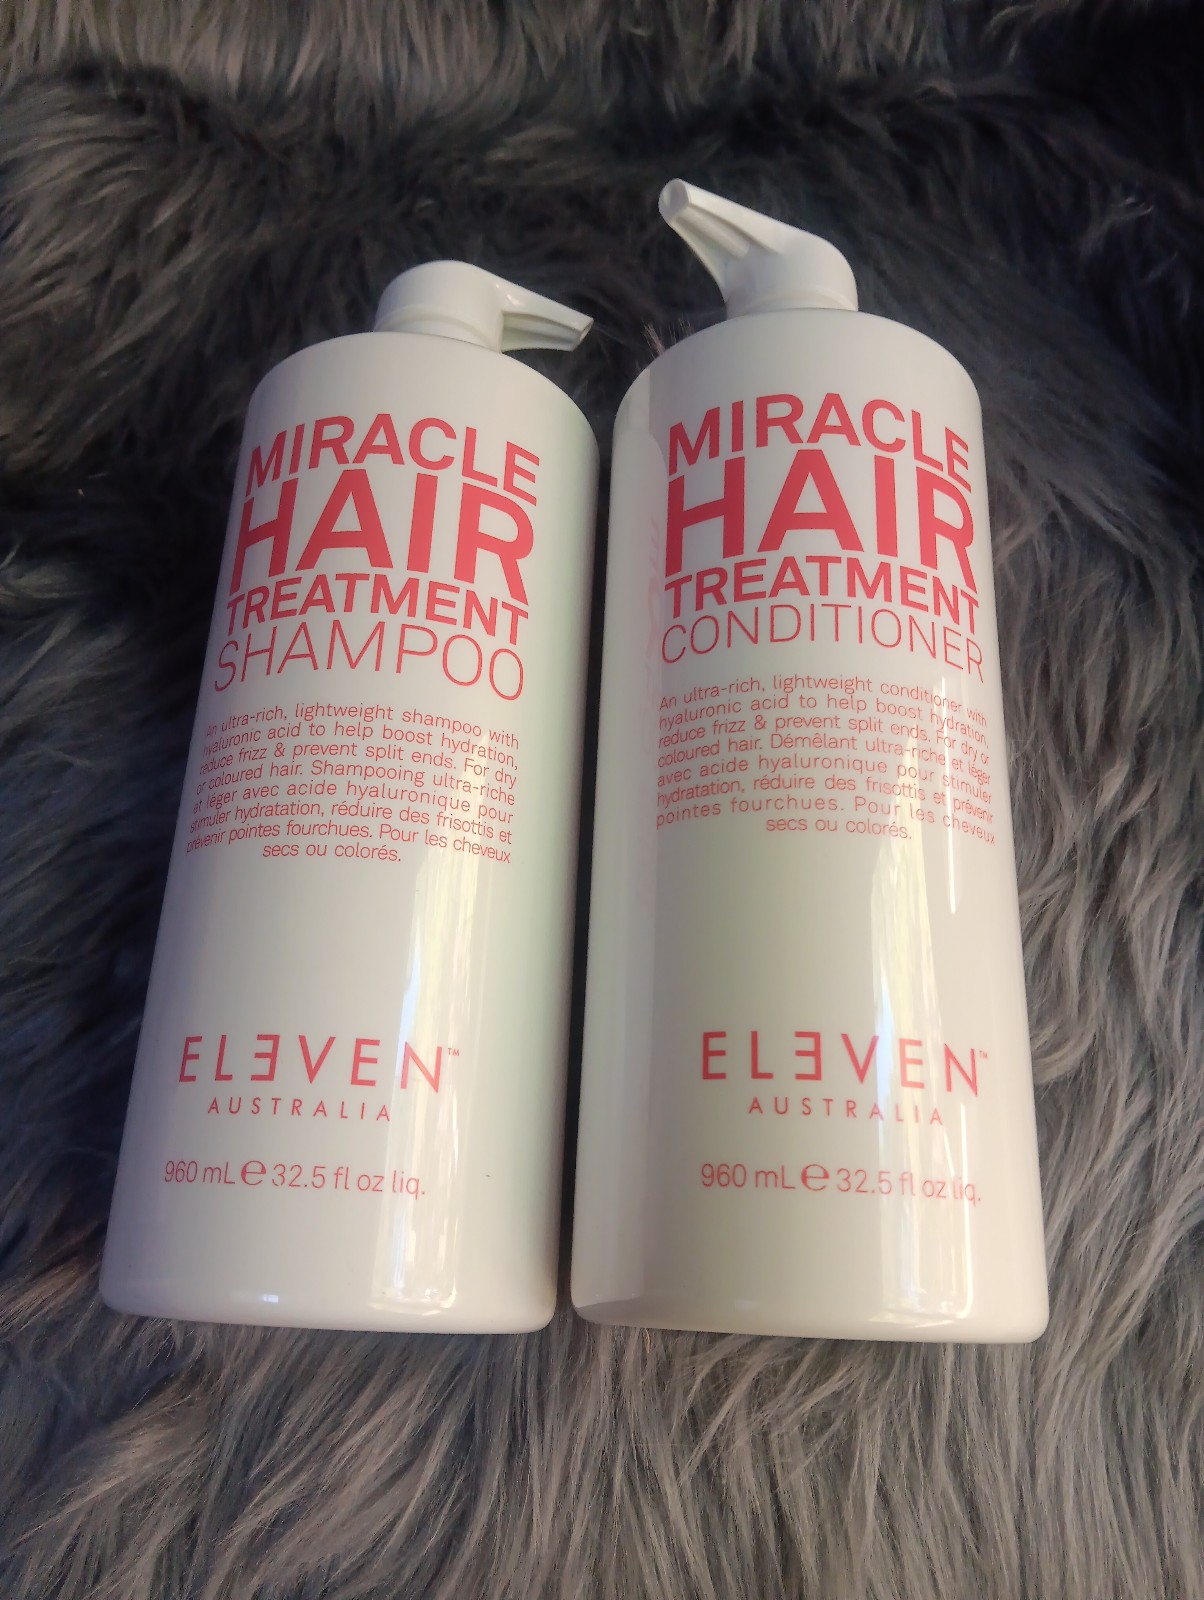 MIRACLE
HAIR
TREATMENT
SHAMPOO
An ultra-rich, lightweight shampoo with
hyaluronic acid to help boost hydration,
reduce frizz & prevent split ends. For dry
or coloured hair. Shampooing ultra-riche
et léger avec acide hyaluronique pour
stimuler hydratation, réduire des frisottis et
prévenir pointes fourchues. Pour les cheveux
secs ou colorés.
ELEVEN™
AUSTRALIA
960 mL ℮ 32.5 fl oz liq.
MIRACLE
HAIR
TREATMENT
CONDITIONER
An ultra-rich, lightweight conditioner with
hyaluronic acid to help boost hydration,
reduce frizz & prevent split ends. For dry or
coloured hair. Démêlant ultra-riche et léger
avec acide hyaluronique pour stimuler
hydratation, réduire des frisottis et prévenir
pointes fourchues. Pour les cheveux
secs ou colorés.
ELEVEN™
AUSTRALIA
960 mL ℮ 32.5 fl oz liq.